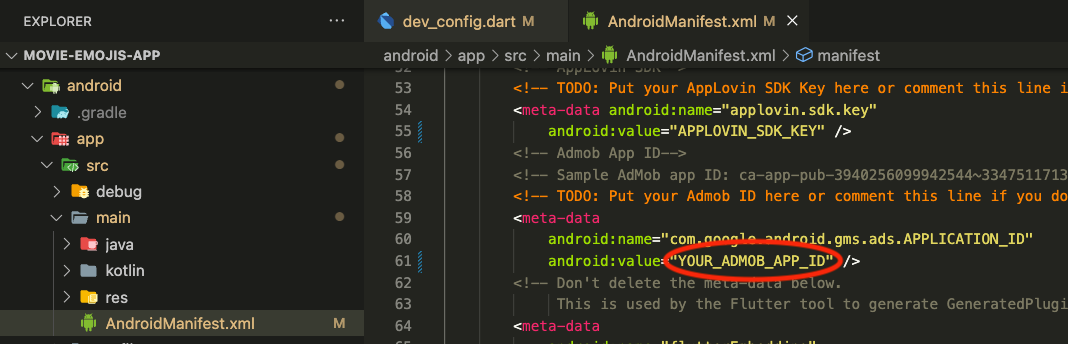 EXPLORER
MOVIE-EMOJIS-APP
android
.gradle
app
src
debug
main
java
kotlin
res
AndroidManifest.xml M
dev_config.dart M
AndroidManifest.xml M
android > app > src > main > AndroidManifest.xml > manifest
52 <!-- AppLovin SDK -->
53 <!-- TODO: Put your AppLovin SDK Key here or comment this line i
54 <meta-data android:name="applovin.sdk.key"
55 android:value="APPLOVIN_SDK_KEY" />
56 <!-- Admob App ID-->
57 <!-- Sample AdMob app ID: ca-app-pub-3940256099942544~3347511713
58 <!-- TODO: Put your Admob ID here or comment this line if you do
59 <meta-data
60 android:name="com.google.android.gms.ads.APPLICATION_ID"
61 android:value="YOUR_ADMOB_APP_ID" />
62 <!-- Don't delete the meta-data below.
63 This is used by the Flutter tool to generate GeneratedPlugi
64 <meta-data